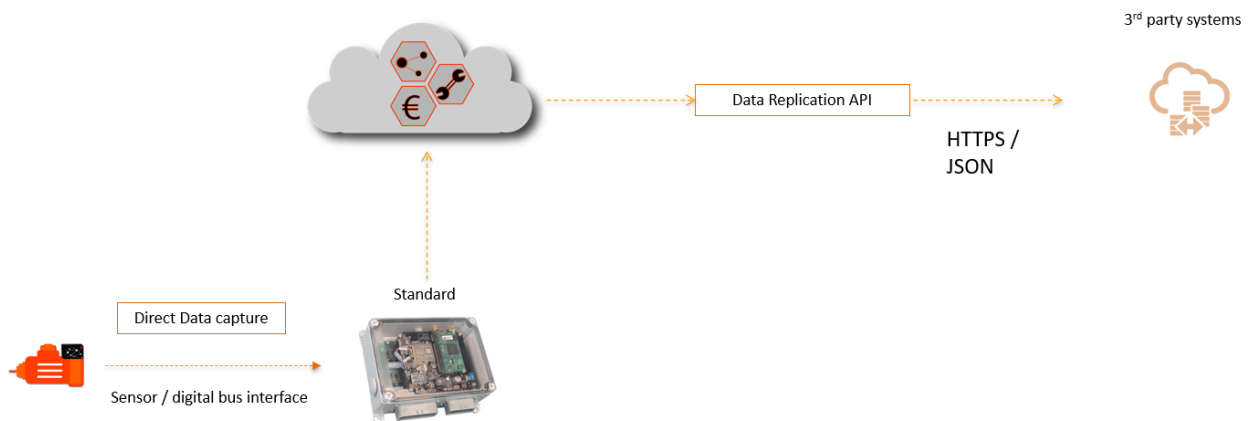 3rd party systems
€
Data Replication API
HTTPS /
JSON
Standard
Direct Data capture
Sensor / digital bus interface